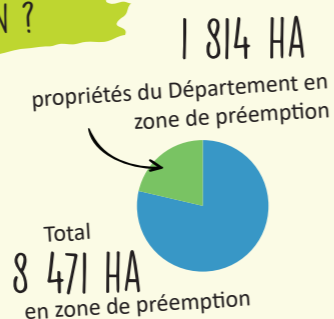 N ?
1 814 HA
propriétés du Département en
zone de préemption
Total
8 471 HA
en zone de préemption